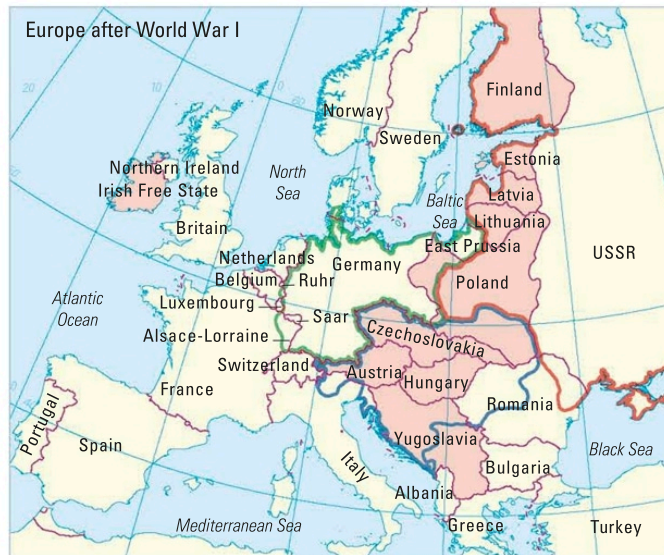 Europe after World War I
20
10
0
Finland
Norway
Sweden
Estonia
Northern Ireland
Irish Free State
North
Sea
Latvia
Baltic
Sea
Lithuania
Britain
East Prussia
USSR
Netherlands
Germany
Belgium
Ruhr
Poland
Luxembourg
Atlantic
Ocean
Saar
Czechoslovakia
Alsace-Lorraine
Switzerland
Austria
Hungary
France
Romania
Portugal
Spain
Yugoslavia
Italy
Black Sea
Bulgaria
Albania
Mediterranean Sea
Greece
Turkey